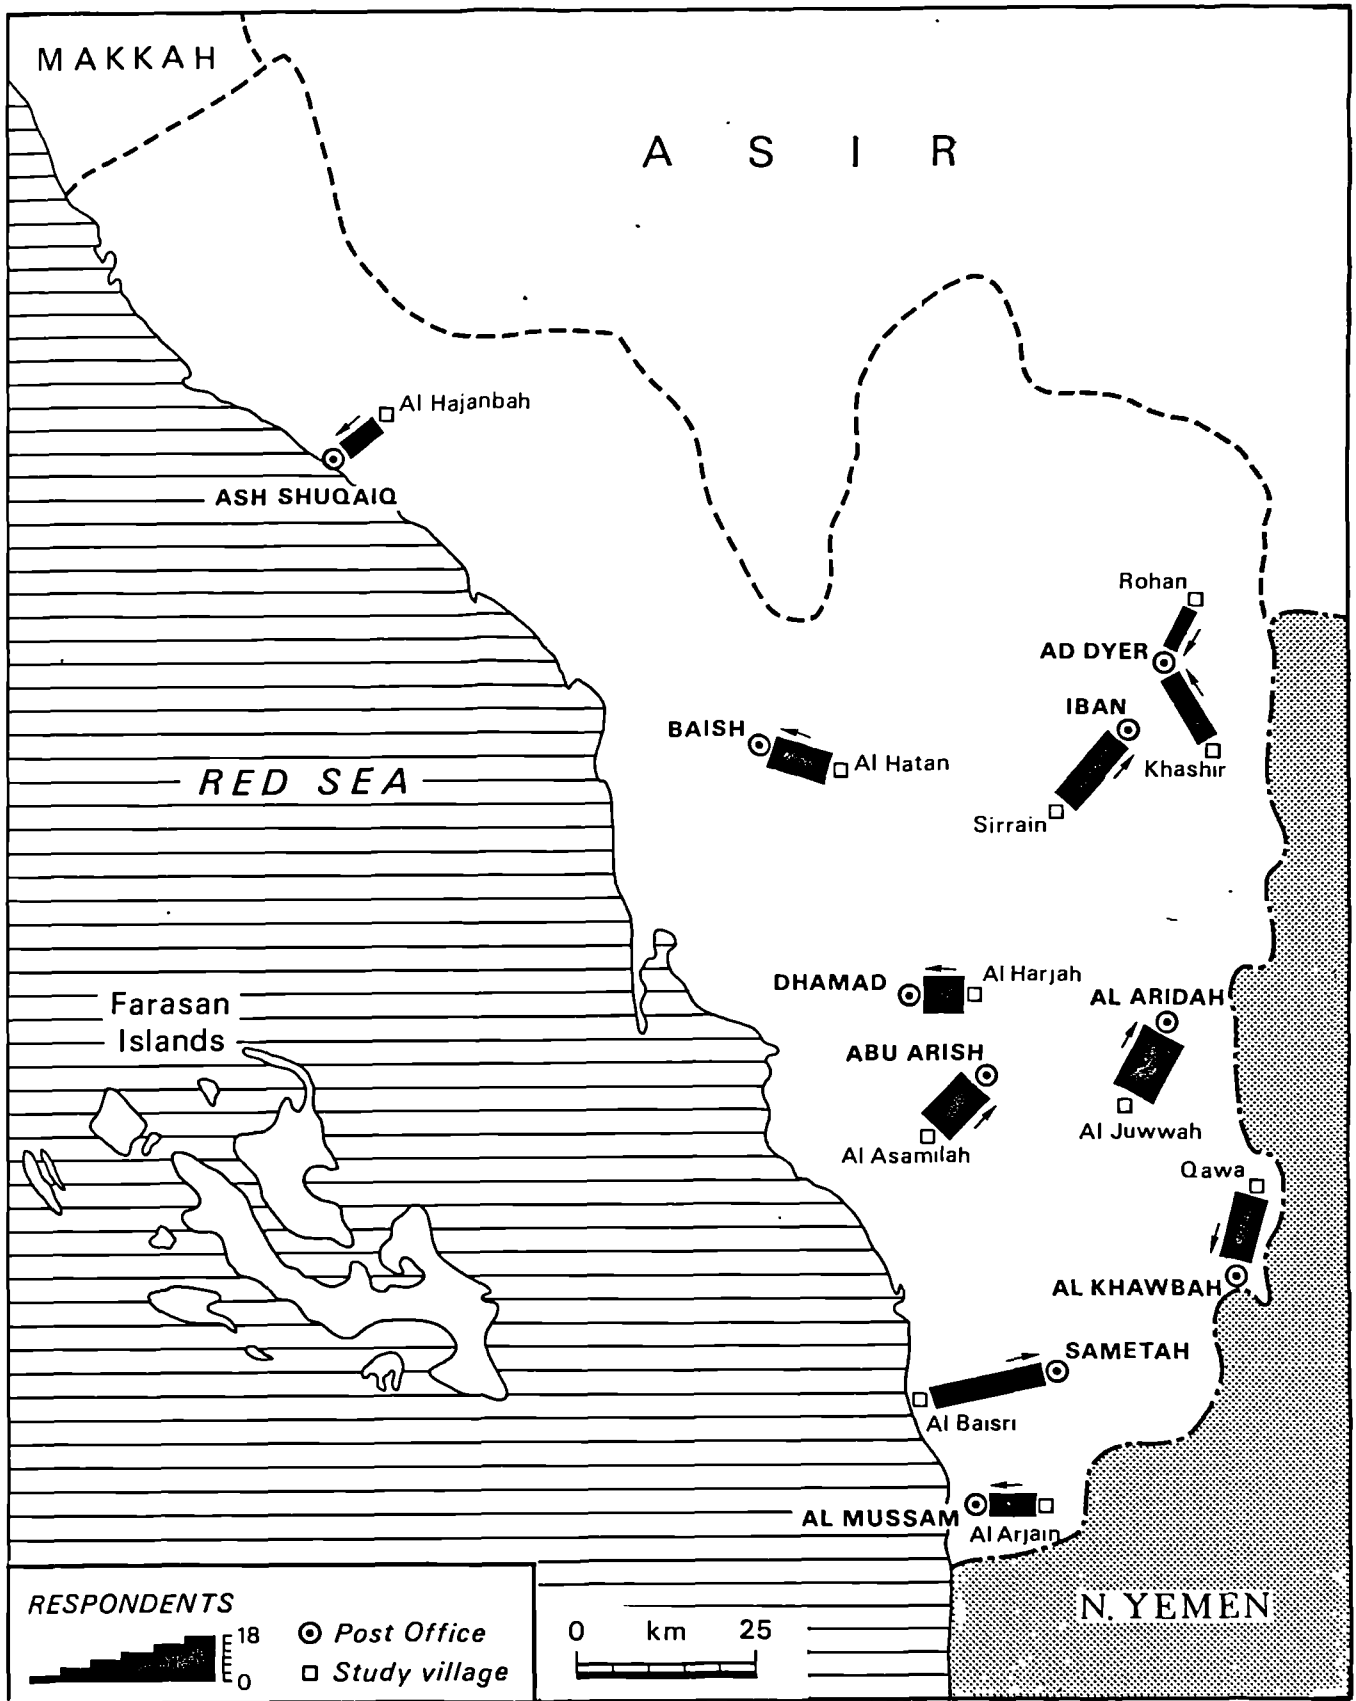 MAKKAH
ASIR
Al Hajanbah
ASH SHUQAIQ
Rohan
AD DYER
IBAN
BAISH
Al Hatan
Khashir
RED SEA
Sirrain
DHAMAD
Al Harjah
AL ARIDAH
Farasan
Islands
ABU ARISH
Al Juwwah
Al Asamilah
Qawa
AL KHAWBAH
SAMETAH
Al Baisri
AL MUSSAM
Al Arjain
N. YEMEN
RESPONDENTS
18
0
Post Office
Study village
0 km 25